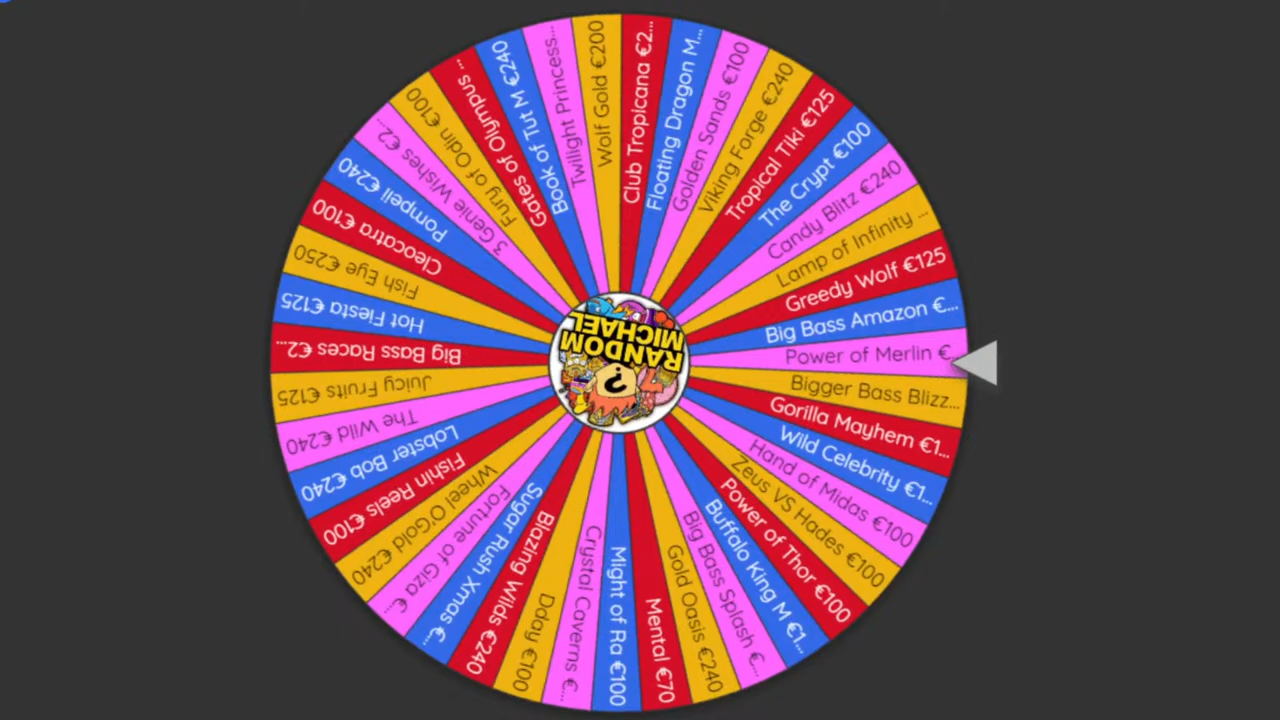 Club Tropicana €2...
Floating Dragon M...
Golden Sands €100
Viking Forge €240
Tropical Tiki €125
The Crypt €100
Candy Blitz €240
Lamp of Infinity ...
Greedy Wolf €125
Big Bass Amazon €...
Power of Merlin €...
Bigger Bass Blizz...
Gorilla Mayhem €1...
Wild Celebrity €1...
Hand of Midas €100
Zeus VS Hades €100
Power of Thor €100
Buffalo King M €1...
Big Bass Splash €...
Gold Oasis €240
Mental €70
Might of Ra €100
Crystal Caverns €...
Dday €100
Blazing Wilds €240
Sugar Rush Xmas €...
Fortune of Giza €...
Wheel O'Gold €240
Fishin Reels €100
Lobster Bob €240
The Wild €240
Juicy Fruits €125
Big Bass Races €2...
Hot Fiesta €125
Fish Eye €250
Cleocatra €100
Pompeii €240
3 Genie Wishes €2...
Fury of Odin €100
Gates of Olympus ...
Book of Tut M €240
Twilight Princess...
Wolf Gold €200
RANDOM
MICHAEL
?